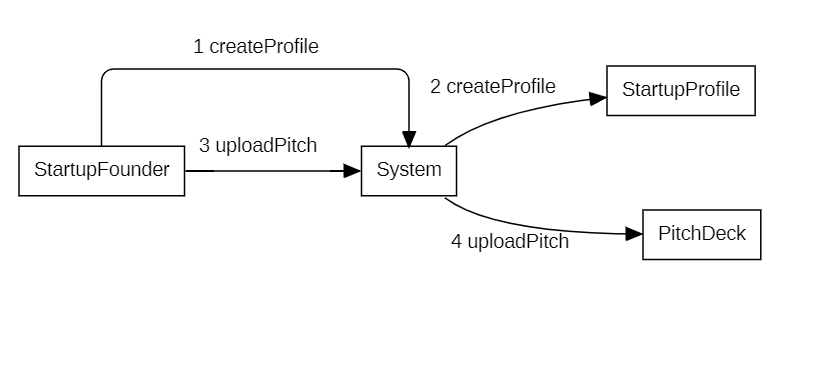 1 createProfile
2 createProfile
StartupProfile
3 uploadPitch
StartupFounder
System
4 uploadPitch
PitchDeck